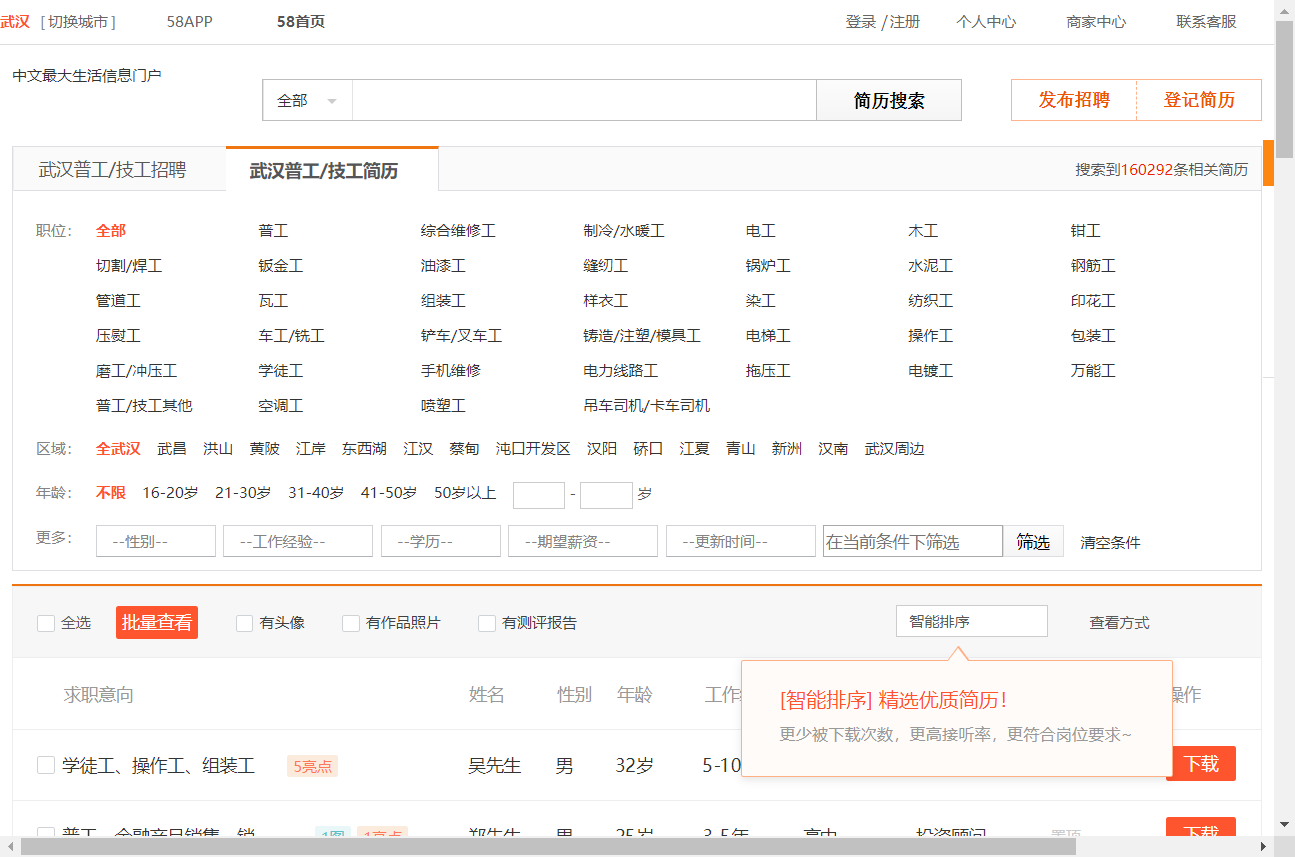 武汉 [ 切换城市 ] 58APP 58首页 登录 / 注册 个人中心 商家中心 联系客服
中文最大生活信息门户
全部 简历搜索 发布招聘 登记简历
武汉普工/技工招聘 武汉普工/技工简历 搜索到160292条相关简历
职位： 全部 普工 综合维修工 制冷/水暖工 电工 木工 钳工
切割/焊工 钣金工 油漆工 缝纫工 锅炉工 水泥工 钢筋工
管道工 瓦工 组装工 样衣工 染工 纺织工 印花工
压熨工 车工/铣工 铲车/叉车工 铸造/注塑/模具工 电梯工 操作工 包装工
磨工/冲压工 学徒工 手机维修 电力线路工 拖压工 电镀工 万能工
普工/技工其他 空调工 喷塑工 吊车司机/卡车司机
区域： 全武汉 武昌 洪山 黄陂 江岸 东西湖 江汉 蔡甸 沌口开发区 汉阳 硚口 江夏 青山 新洲 汉南 武汉周边
年龄： 不限 16-20岁 21-30岁 31-40岁 41-50岁 50岁以上 - 岁
更多： --性别-- --工作经验-- --学历-- --期望薪资-- --更新时间-- 在当前条件下筛选 筛选 清空条件
全选 批量查看 有头像 有作品照片 有测评报告 智能排序 查看方式
求职意向 姓名 性别 年龄 工作 操作
[智能排序] 精选优质简历！
更少被下载次数，更高接听率，更符合岗位要求~
学徒工、操作工、组装工 5亮点 吴先生 男 32岁 5-10 下载
普工、金融产品销售、销 1图 1亮点 郑先生 男 25岁 3-5年 高中 投资顾问 置顶 下载